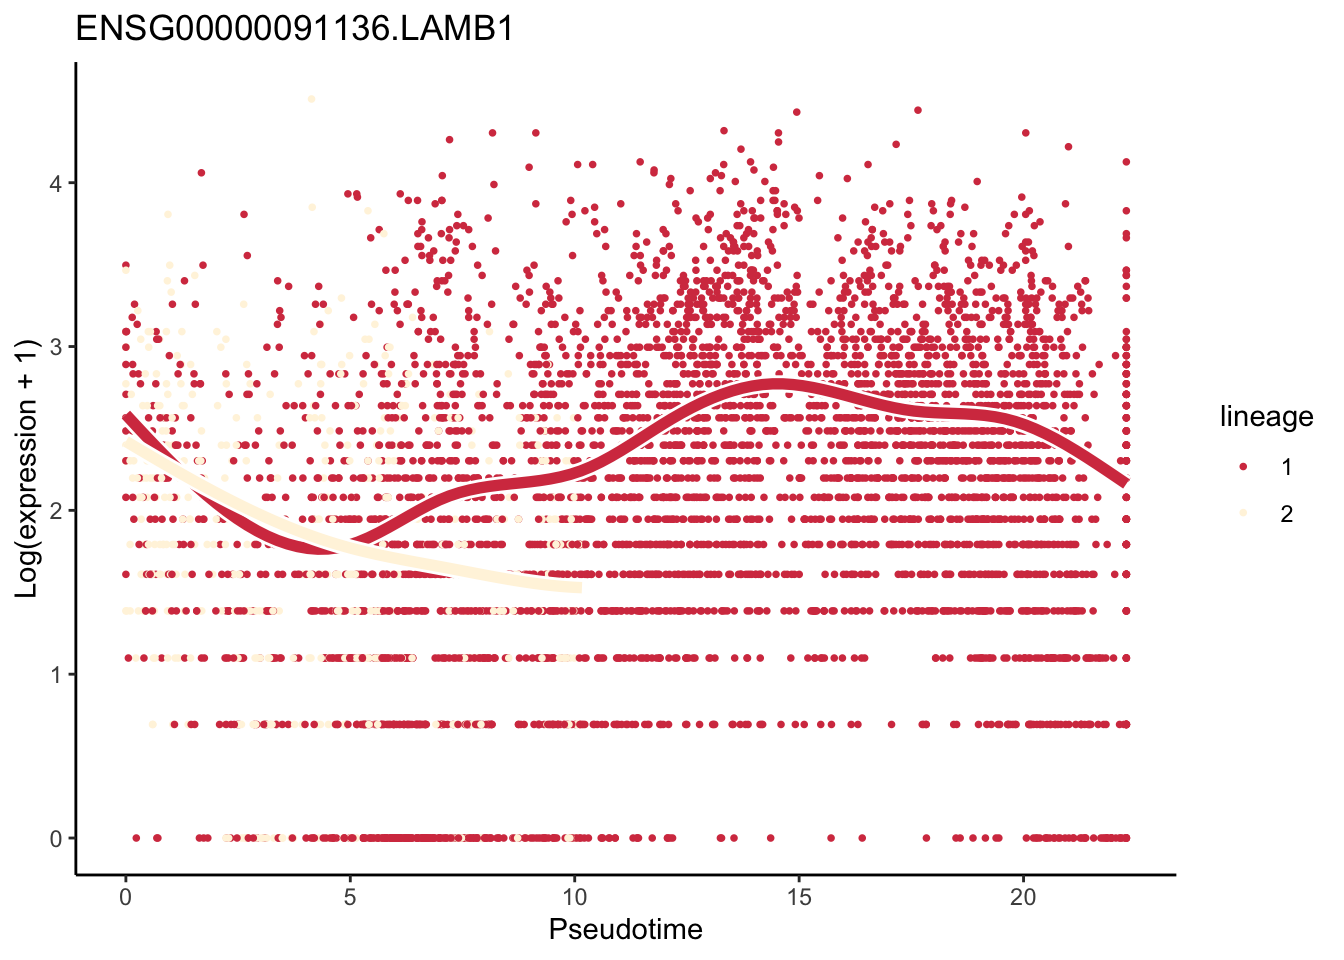 ENSG00000091136.LAMB1
Log(expression + 1)
4
3
2
1
0
0 5 10 15 20
Pseudotime
lineage
1
2